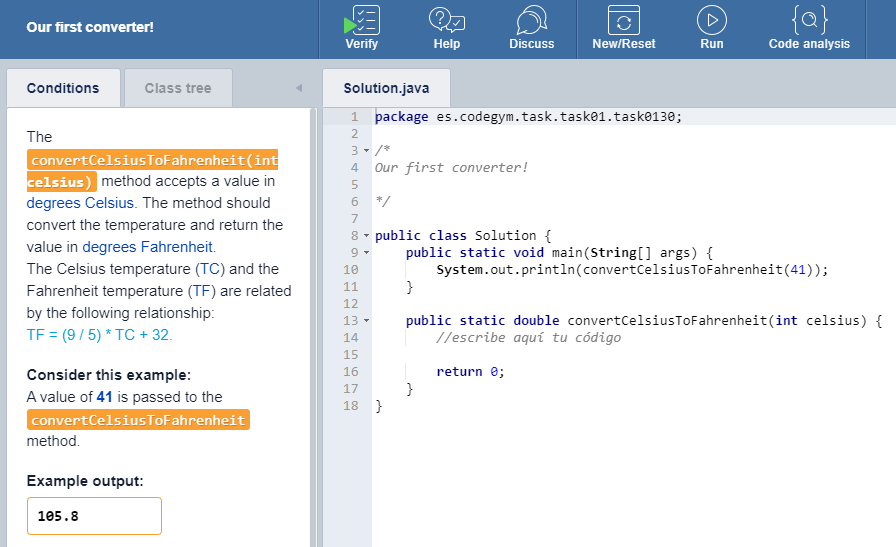 Our first converter!
Verify
Help
Discuss
New/Reset
Run
Code analysis
Conditions
Class tree
The
convertCelsiusToFahrenheit(int
celsius) method accepts a value in
degrees Celsius. The method should
convert the temperature and return the
value in degrees Fahrenheit.
The Celsius temperature (TC) and the
Fahrenheit temperature (TF) are related
by the following relationship:
TF = (9 / 5) * TC + 32.
Consider this example:
A value of 41 is passed to the
convertCelsiusToFahrenheit
method.
Example output:
105.8
Solution.java
1 package es.codegym.task.task01.task0130;
2
3 /*
4 Our first converter!
5
6 */
7
8 public class Solution {
9     public static void main(String[] args) {
10         System.out.println(convertCelsiusToFahrenheit(41));
11     }
12
13     public static double convertCelsiusToFahrenheit(int celsius) {
14         //escribe aquí tu código
15
16         return 0;
17     }
18 }